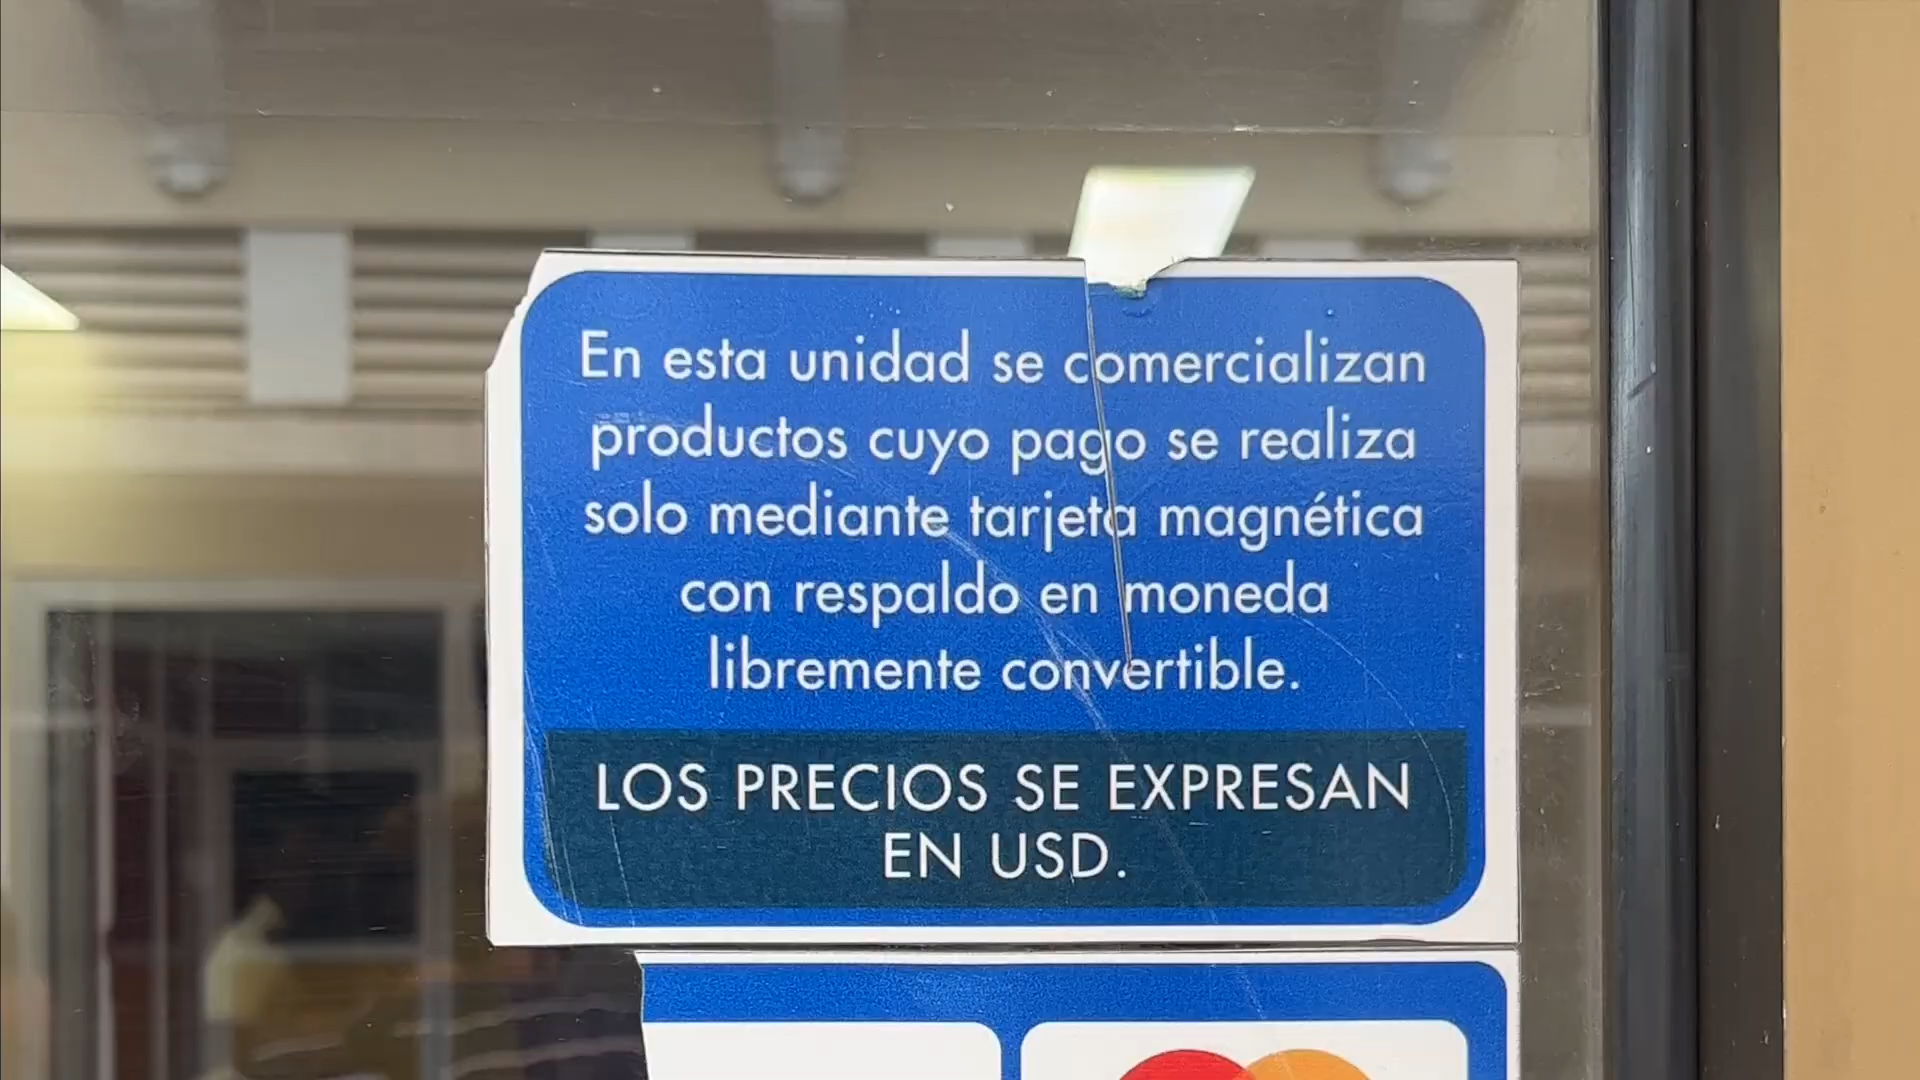 En esta unidad se comercializan
productos cuyo pago se realiza
solo mediante tarjeta magnética
con respaldo en moneda
libremente convertible.
LOS PRECIOS SE EXPRESAN
EN USD.